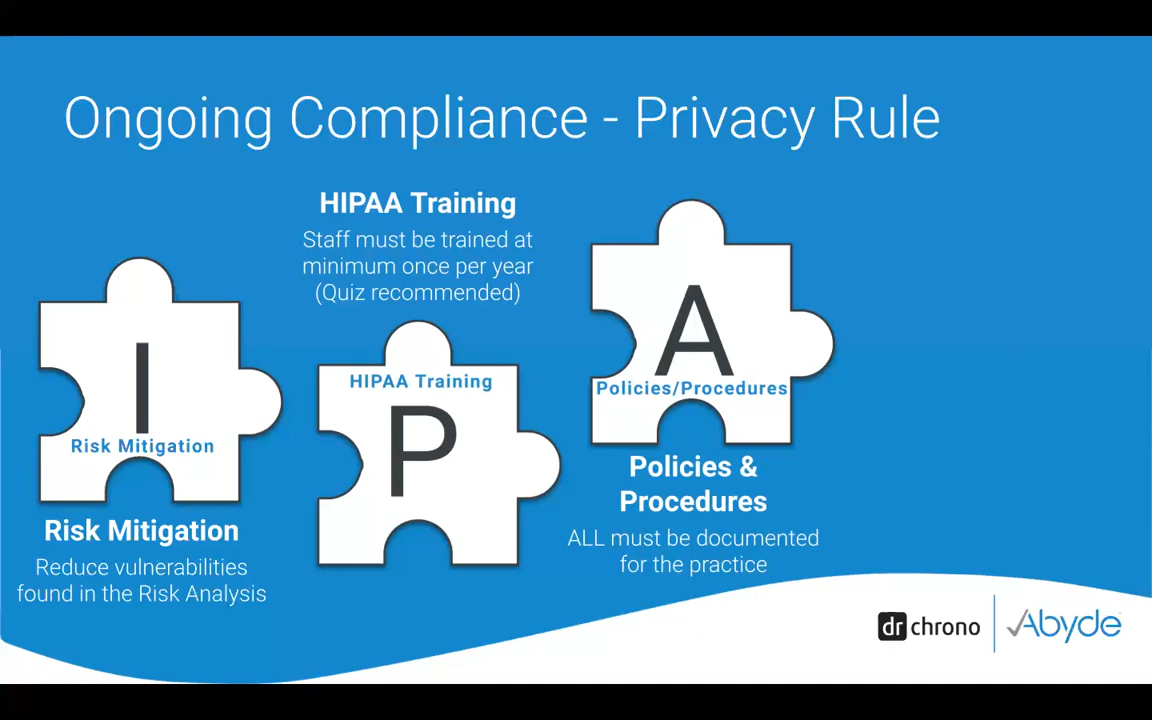 Ongoing Compliance - Privacy Rule
I
Risk Mitigation
Risk Mitigation
Reduce vulnerabilities
found in the Risk Analysis
HIPAA Training
Staff must be trained at
minimum once per year
(Quiz recommended)
HIPAA Training
P
A
Policies/Procedures
Policies &
Procedures
ALL must be documented
for the practice
dr chrono
Abyde